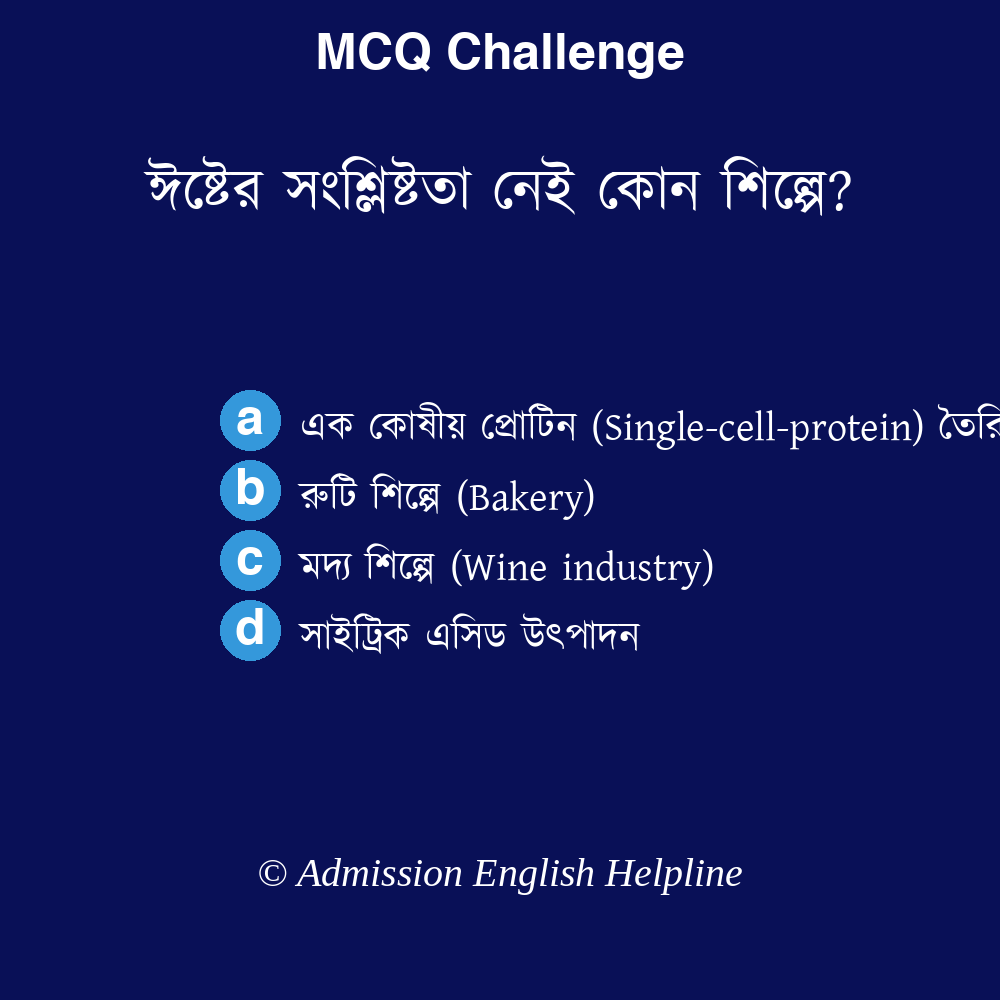 MCQ Challenge
ঈষ্টের সংশ্লিষ্টতা নেই কোন শিল্পে?
a এক কোষীয় প্রোটিন (Single-cell-protein)
b রুটি শিল্পে (Bakery)
c মদ্য শিল্পে (Wine industry)
d সাইট্রিক এসিড উৎপাদন
© Admission English Helpline